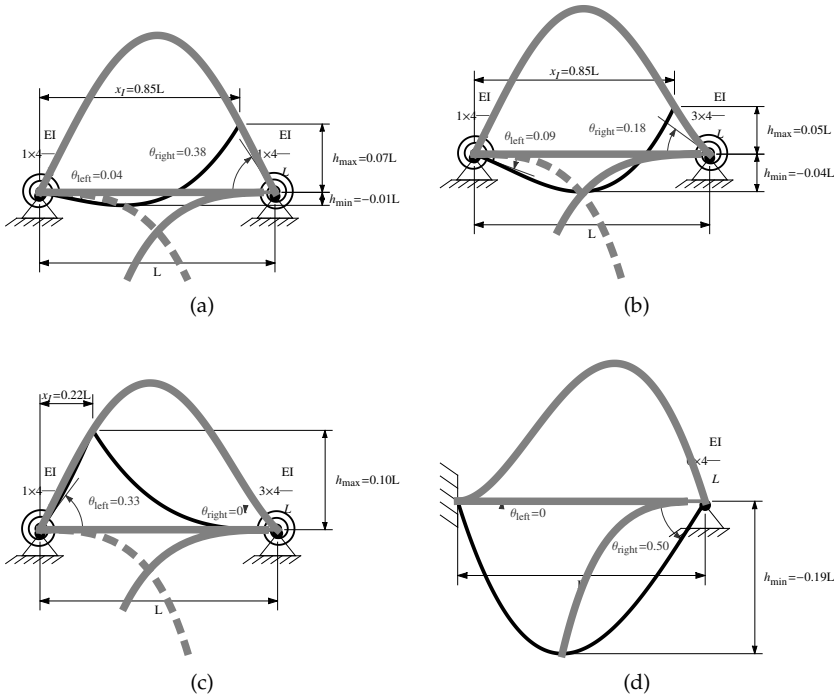 x_I=0.85L
EI
EI
1×4
1×4
θ_left=0.04
θ_right=0.38
L
h_max=0.07L
h_min=−0.01L
L
(a)
x_I=0.85L
EI
EI
1×4
3×4
θ_left=0.09
θ_right=0.18
L
h_max=0.05L
h_min=−0.04L
L
(b)
x_I=0.22L
EI
EI
1×4
3×4
θ_left=0.33
θ_right=0
L
h_max=0.10L
L
(c)
EI
×4
L
θ_left=0
θ_right=0.50
h_min=−0.19L
(d)